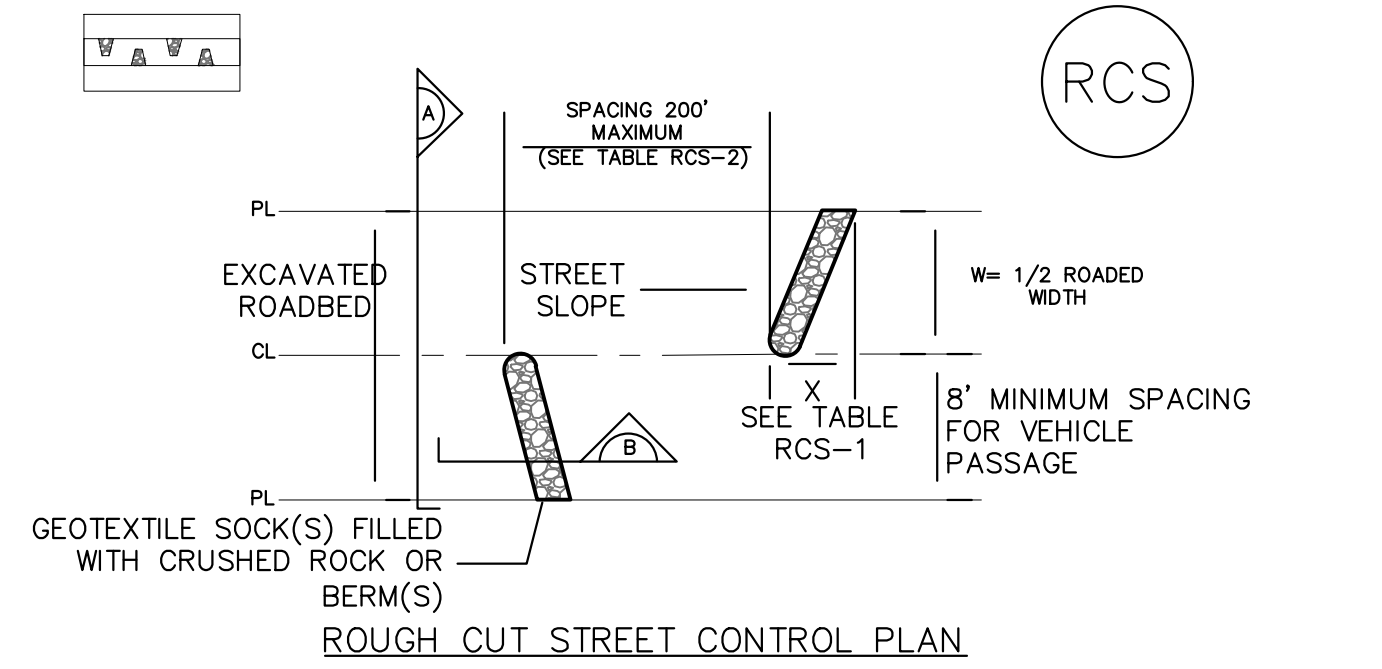 RCS
A
SPACING 200'
MAXIMUM
(SEE TABLE RCS-2)
PL
EXCAVATED
ROADBED
STREET
SLOPE
W= 1/2 ROADED
WIDTH
CL
X
SEE TABLE
RCS-1
8' MINIMUM SPACING
FOR VEHICLE
PASSAGE
B
PL
GEOTEXTILE SOCK(S) FILLED
WITH CRUSHED ROCK OR
BERM(S)
ROUGH CUT STREET CONTROL PLAN